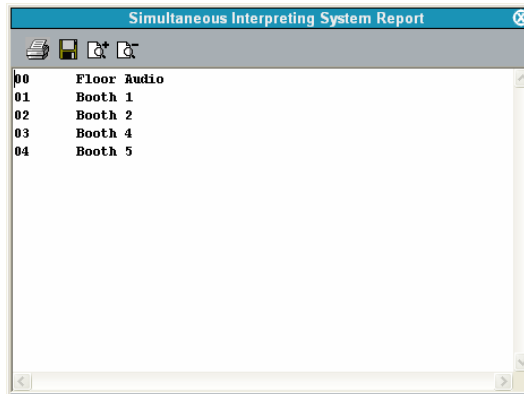 Simultaneous Interpreting System Report
00 Floor Audio
01 Booth 1
02 Booth 2
03 Booth 4
04 Booth 5